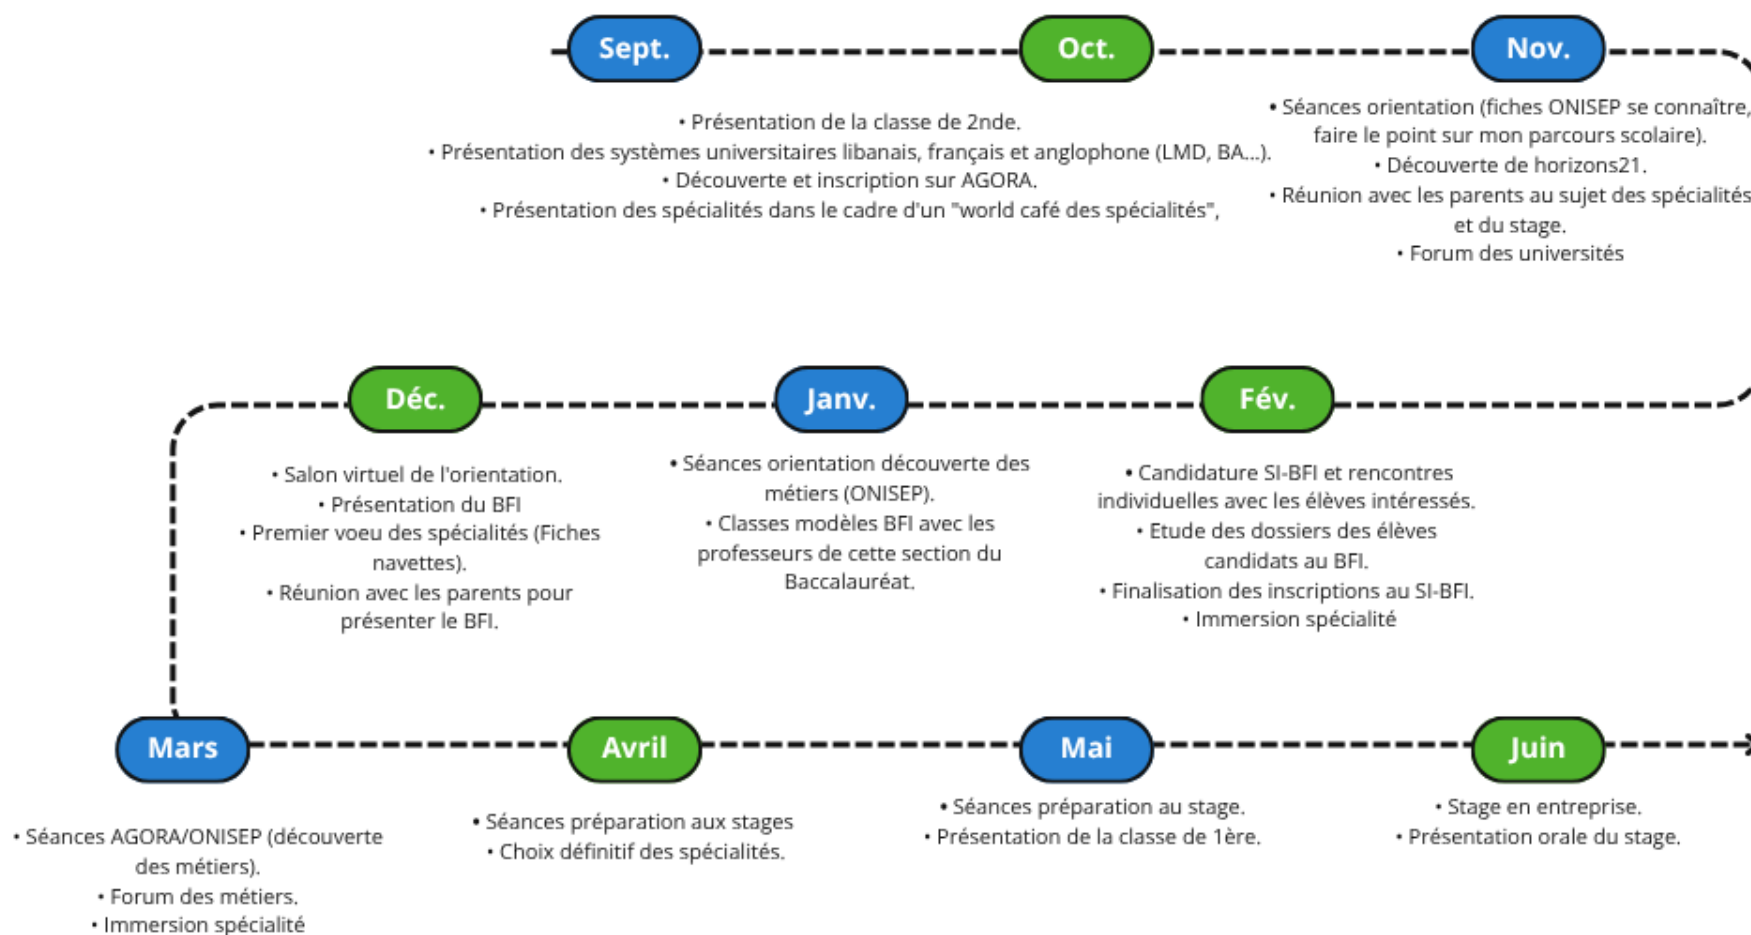 Sept.
Oct.
Nov.
• Présentation de la classe de 2nde.
• Présentation des systèmes universitaires libanais, français et anglophone (LMD, BA...).
• Découverte et inscription sur AGORA.
• Présentation des spécialités dans le cadre d'un "world café des spécialités",
• Séances orientation (fiches ONISEP se connaître,
faire le point sur mon parcours scolaire).
• Découverte de horizons21.
• Réunion avec les parents au sujet des spécialités
et du stage.
• Forum des universités
Déc.
Janv.
Fév.
• Salon virtuel de l'orientation.
• Présentation du BFI
• Premier voeu des spécialités (Fiches
navettes).
• Réunion avec les parents pour
présenter le BFI.
• Séances orientation découverte des
métiers (ONISEP).
• Classes modèles BFI avec les
professeurs de cette section du
Baccalauréat.
• Candidature SI-BFI et rencontres
individuelles avec les élèves intéressés.
• Etude des dossiers des élèves
candidats au BFI.
• Finalisation des inscriptions au SI-BFI.
• Immersion spécialité
Mars
Avril
Mai
Juin
• Séances AGORA/ONISEP (découverte
des métiers).
• Forum des métiers.
• Immersion spécialité
• Séances préparation aux stages
• Choix définitif des spécialités.
• Séances préparation au stage.
• Présentation de la classe de 1ère.
• Stage en entreprise.
• Présentation orale du stage.